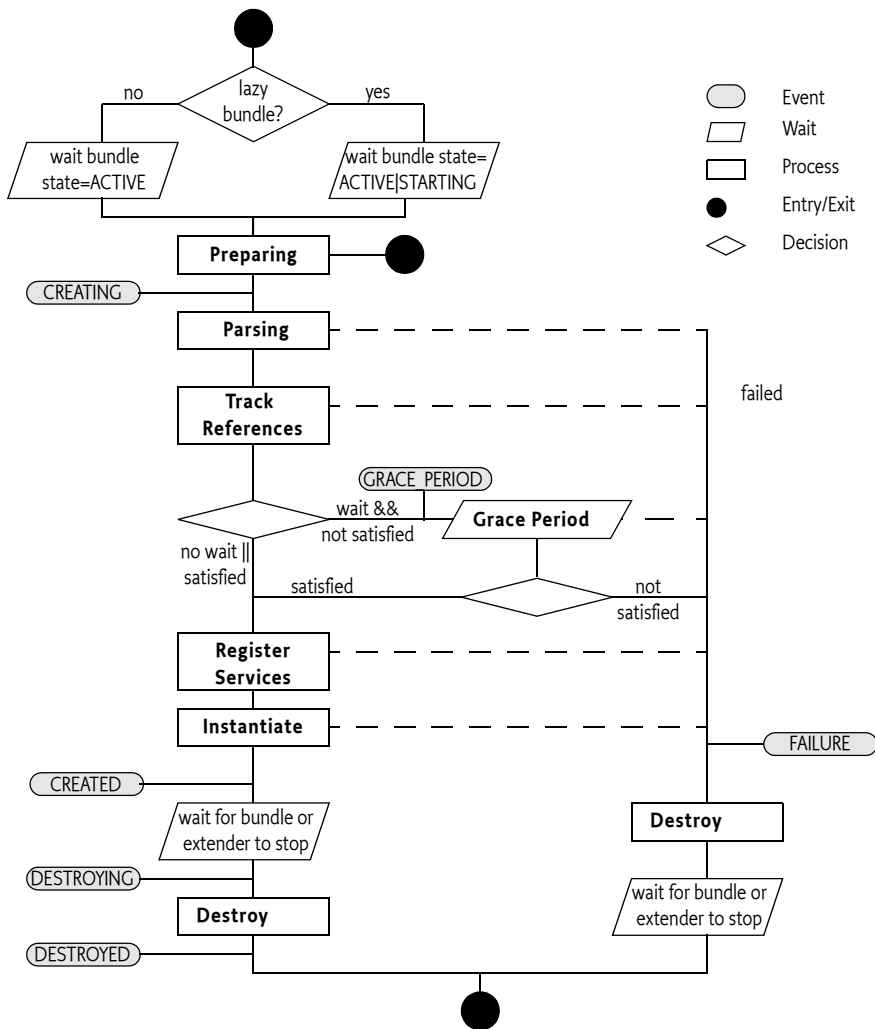 lazy
bundle?
no
yes
wait bundle
state=ACTIVE
wait bundle state=
ACTIVE|STARTING
Event
Wait
Process
Entry/Exit
Decision
Preparing
CREATING
Parsing
Track
References
failed
GRACE_PERIOD
wait &&
not satisfied
Grace Period
no wait ||
satisfied
satisfied
not
satisfied
Register
Services
Instantiate
FAILURE
CREATED
wait for bundle or
extender to stop
Destroy
DESTROYING
wait for bundle or
extender to stop
Destroy
DESTROYED